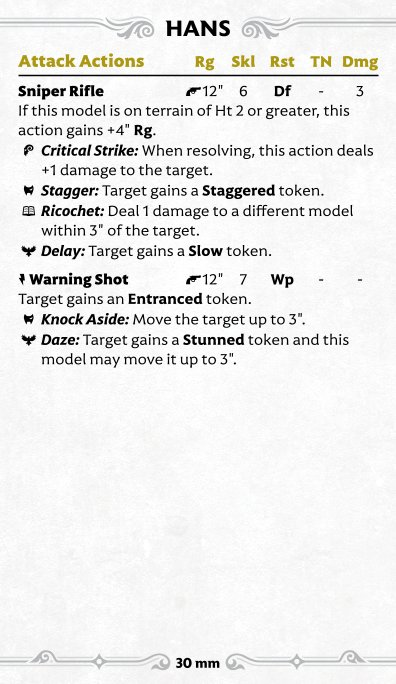 HANS
Attack Actions Rg Skl Rst TN Dmg
Sniper Rifle 12" 6 Df - 3
If this model is on terrain of Ht 2 or greater, this
action gains +4" Rg.
Critical Strike: When resolving, this action deals
+1 damage to the target.
Stagger: Target gains a Staggered token.
Ricochet: Deal 1 damage to a different model
within 3" of the target.
Delay: Target gains a Slow token.
Warning Shot 12" 7 Wp - -
Target gains an Entranced token.
Knock Aside: Move the target up to 3".
Daze: Target gains a Stunned token and this
model may move it up to 3".
30 mm